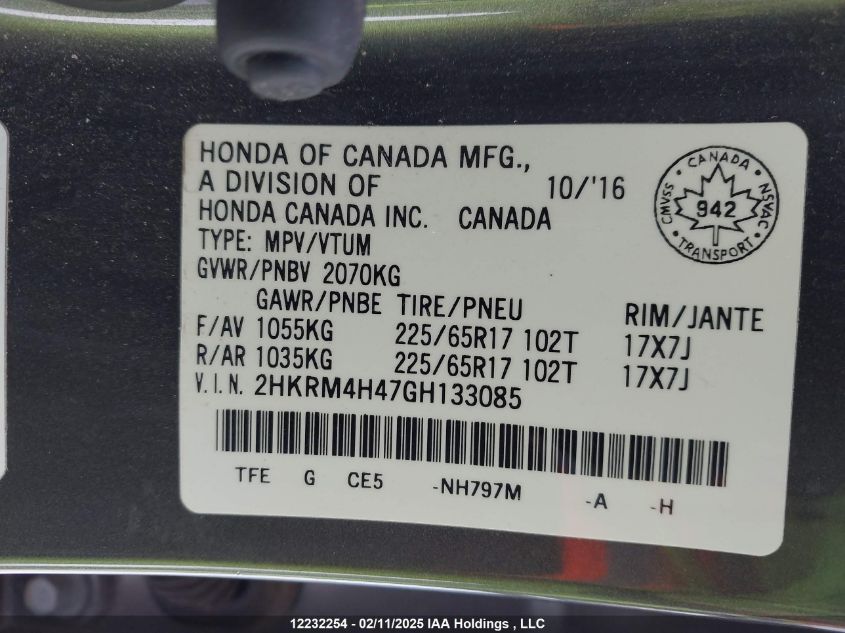 HONDA OF CANADA MFG.,
A DIVISION OF 10/'16
HONDA CANADA INC. CANADA
TYPE: MPV/VTUM
GVWR/PNBV 2070KG
GAWR/PNBE TIRE/PNEU RIM/JANTE
F/AV 1055KG 225/65R17 102T 17X7J
R/AR 1035KG 225/65R17 102T 17X7J
V.I.N. 2HKRM4H47GH133085
TFE G CE5 -NH797M -A -H
CANADA
CMVSS 942 NSVAC
TRANSPORT
12232254 - 02/11/2025 IAA Holdings , LLC